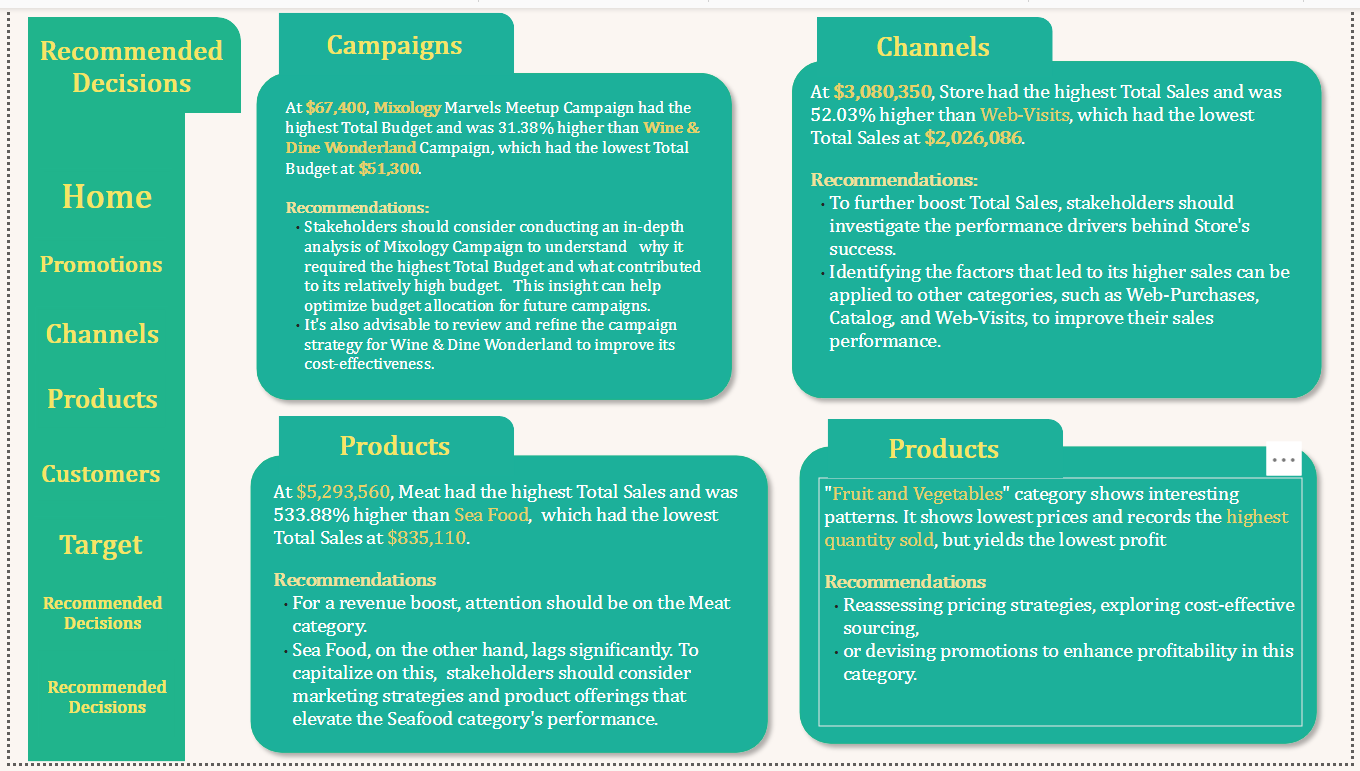 Recommended
Decisions
Home
Promotions
Channels
Products
Customers
Target
Recommended
Decisions
Recommended
Decisions
Campaigns
At $67,400, Mixology Marvels Meetup Campaign had the
highest Total Budget and was 31.38% higher than Wine &
Dine Wonderland Campaign, which had the lowest Total
Budget at $51,300.
Recommendations:
· Stakeholders should consider conducting an in-depth
analysis of Mixology Campaign to understand why it
required the highest Total Budget and what contributed
to its relatively high budget. This insight can help
optimize budget allocation for future campaigns.
· It's also advisable to review and refine the campaign
strategy for Wine & Dine Wonderland to improve its
cost-effectiveness.
Channels
At $3,080,350, Store had the highest Total Sales and was
52.03% higher than Web-Visits, which had the lowest
Total Sales at $2,026,086.
Recommendations:
· To further boost Total Sales, stakeholders should
investigate the performance drivers behind Store's
success.
· Identifying the factors that led to its higher sales can be
applied to other categories, such as Web-Purchases,
Catalog, and Web-Visits, to improve their sales
performance.
Products
At $5,293,560, Meat had the highest Total Sales and was
533.88% higher than Sea Food, which had the lowest
Total Sales at $835,110.
Recommendations
· For a revenue boost, attention should be on the Meat
category.
· Sea Food, on the other hand, lags significantly. To
capitalize on this, stakeholders should consider
marketing strategies and product offerings that
elevate the Seafood category's performance.
Products
"Fruit and Vegetables" category shows interesting
patterns. It shows lowest prices and records the highest
quantity sold, but yields the lowest profit
Recommendations
· Reassessing pricing strategies, exploring cost-effective
sourcing,
· or devising promotions to enhance profitability in this
category.